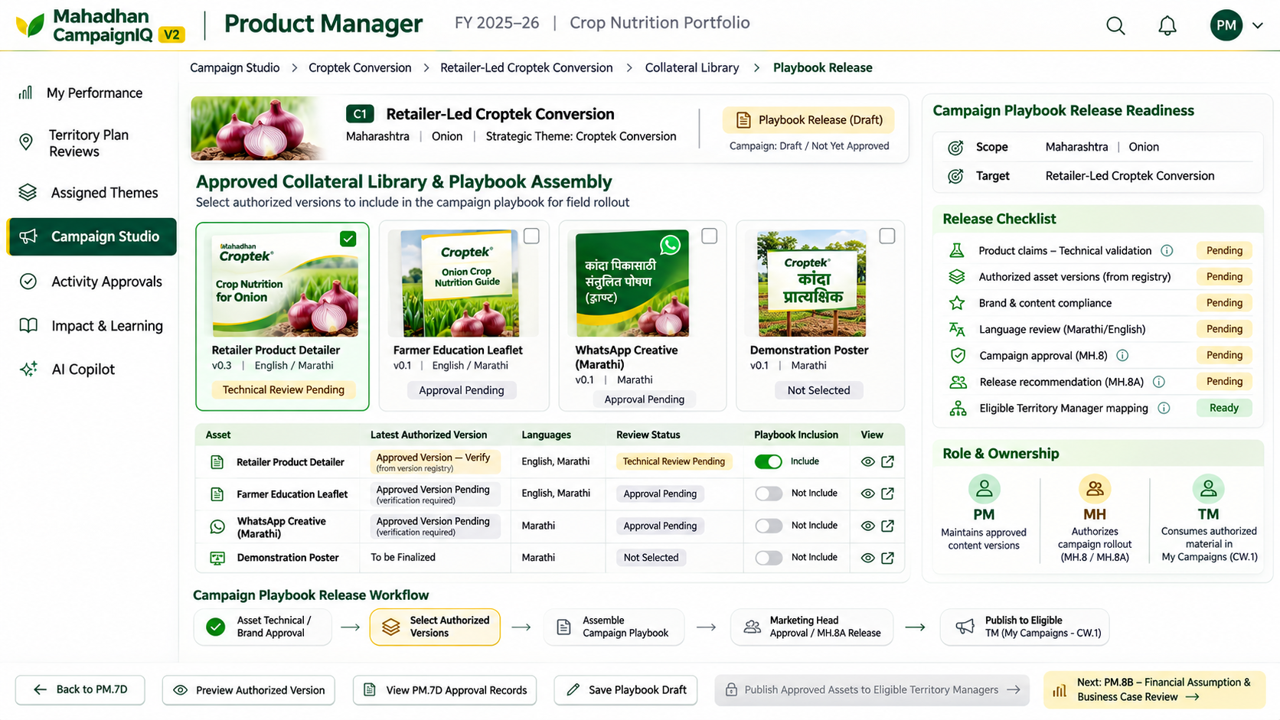 Mahadhan
CampaignIQ V2
Product Manager
FY 2025–26 | Crop Nutrition Portfolio
PM
My Performance
Territory Plan
Reviews
Assigned Themes
Campaign Studio
Activity Approvals
Impact & Learning
AI Copilot
Campaign Studio > Croptek Conversion > Retailer-Led Croptek Conversion > Collateral Library > Playbook Release
C1 Retailer-Led Croptek Conversion
Maharashtra | Onion | Strategic Theme: Croptek Conversion
Playbook Release (Draft)
Campaign: Draft / Not Yet Approved
Approved Collateral Library & Playbook Assembly
Select authorized versions to include in the campaign playbook for field rollout
Mahadhan
Croptek®
Crop Nutrition
for Onion
Retailer Product Detailer
v0.3 | English / Marathi
Technical Review Pending
Croptek®
Onion Crop
Nutrition Guide
Farmer Education Leaflet
v0.1 | English / Marathi
Approval Pending
कांदा पिकासाठी
संतुलित पोषण
(ड्राफ्ट)
WhatsApp Creative
(Marathi)
v0.1 | Marathi
Approval Pending
Croptek®
कांदा
प्रात्यक्षिक
Demonstration Poster
v0.1 | Marathi
Not Selected
Asset Latest Authorized Version Languages Review Status Playbook Inclusion View
Retailer Product Detailer Approved Version — Verify English, Marathi Technical Review Pending Include
(from version registry)
Farmer Education Leaflet Approved Version Pending English, Marathi Approval Pending Not Include
(verification required)
WhatsApp Creative Approved Version Pending Marathi Approval Pending Not Include
(Marathi) (verification required)
Demonstration Poster To be Finalized Marathi Not Selected Not Include
Campaign Playbook Release Readiness
Scope Maharashtra | Onion
Target Retailer-Led Croptek Conversion
Release Checklist
Product claims – Technical validation Pending
Authorized asset versions (from registry) Pending
Brand & content compliance Pending
Language review (Marathi/English) Pending
Campaign approval (MH.8) Pending
Release recommendation (MH.8A) Pending
Eligible Territory Manager mapping Ready
Role & Ownership
PM
Maintains approved
content versions
MH
Authorizes
campaign rollout
(MH.8 / MH.8A)
TM
Consumes authorized
material in
My Campaigns (CW.1)
Campaign Playbook Release Workflow
Asset Technical /
Brand Approval
Select Authorized
Versions
Assemble
Campaign Playbook
Marketing Head
Approval / MH.8A Release
Publish to Eligible
TM (My Campaigns - CW.1)
← Back to PM.7D
Preview Authorized Version
View PM.7D Approval Records
Save Playbook Draft
Publish Approved Assets to Eligible Territory Managers →
Next: PM.8B – Financial Assumption &
Business Case Review →